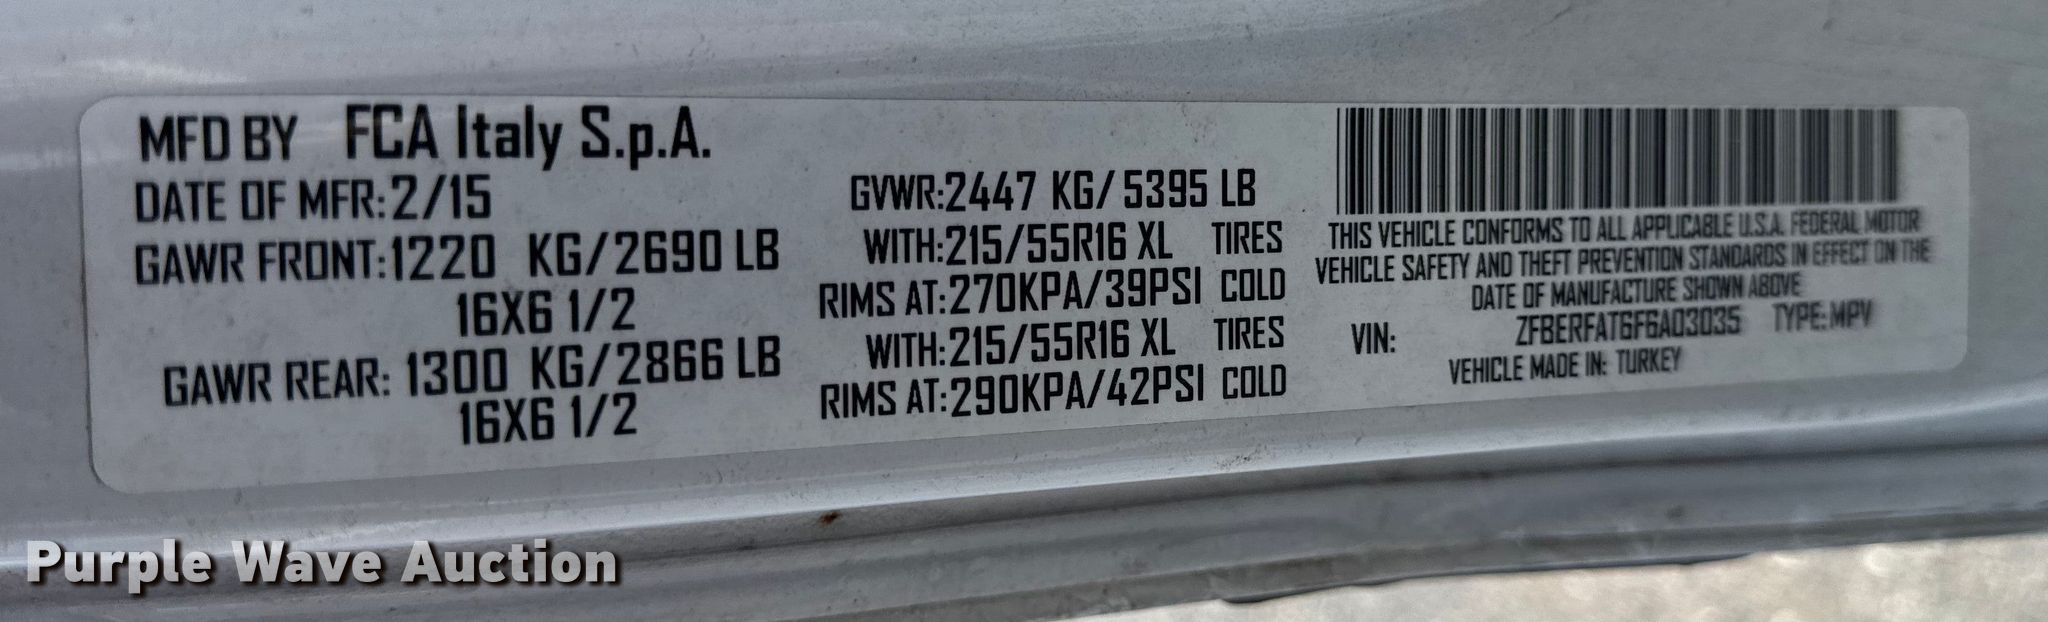 MFD BY FCA Italy S.p.A.
DATE OF MFR: 2/15
GAWR FRONT: 1220 KG/2690 LB
16X6 1/2
GAWR REAR: 1300 KG/2866 LB
16X6 1/2
GVWR: 2447 KG/ 5395 LB
WITH: 215/55R16 XL TIRES
RIMS AT: 270KPA/39PSI COLD
WITH: 215/55R16 XL TIRES
RIMS AT: 290KPA/42PSI COLD
THIS VEHICLE CONFORMS TO ALL APPLICABLE U.S.A. FEDERAL MOTOR
VEHICLE SAFETY AND THEFT PREVENTION STANDARDS IN EFFECT ON THE
DATE OF MANUFACTURE SHOWN ABOVE
VIN: ZFBERFAT6F6A03035 TYPE: MPV
VEHICLE MADE IN: TURKEY
Purple Wave Auction